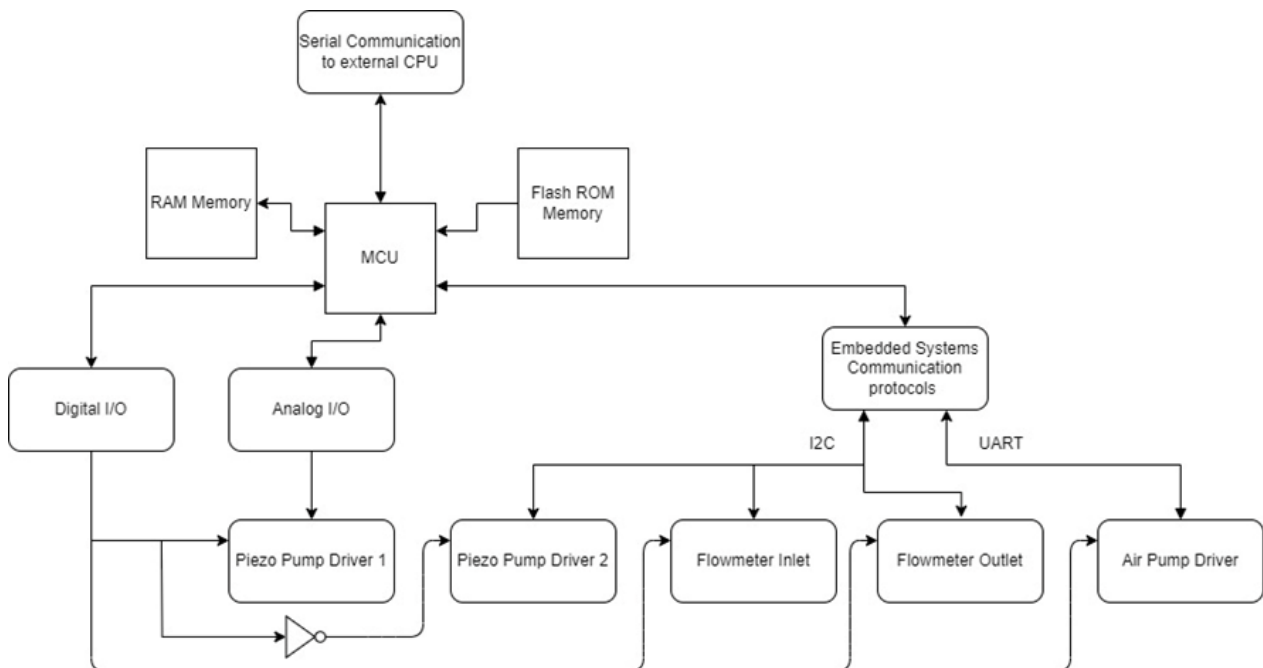 Serial Communication
to external CPU
RAM Memory
Flash ROM
Memory
MCU
Embedded Systems
Communication
protocols
Digital I/O
Analog I/O
I2C
UART
Piezo Pump Driver 1
Piezo Pump Driver 2
Flowmeter Inlet
Flowmeter Outlet
Air Pump Driver